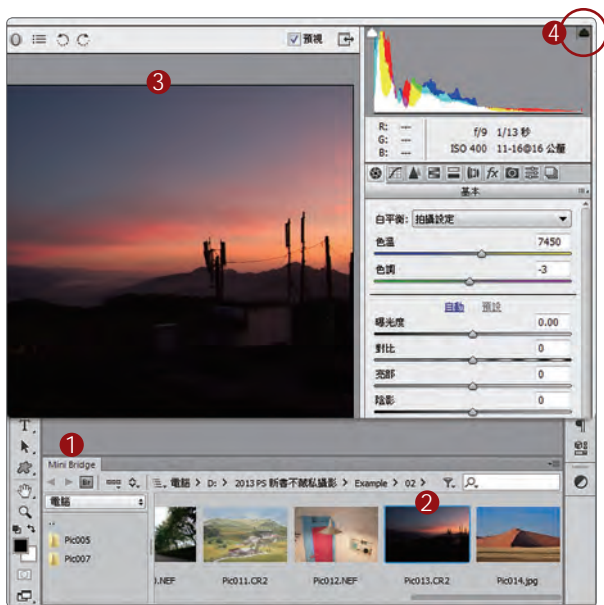 3
4
預視
R: ---
G: ---
B: ---
f/9 1/13 秒
ISO 400 11-16@16 公釐
fx
基本
白平衡: 拍攝設定
色溫 7450
色調 -3
自動 預設
曝光度 0.00
對比 0
亮部 0
陰影 0
T
1
Mini Bridge
Br
電腦 > D: > 2013 PS 新書不藏私攝影 > Example > 02 >
電腦
..
Pic005
Pic007
2
).NEF
Pic011.CR2
Pic012.NEF
Pic013.CR2
Pic014.jpg